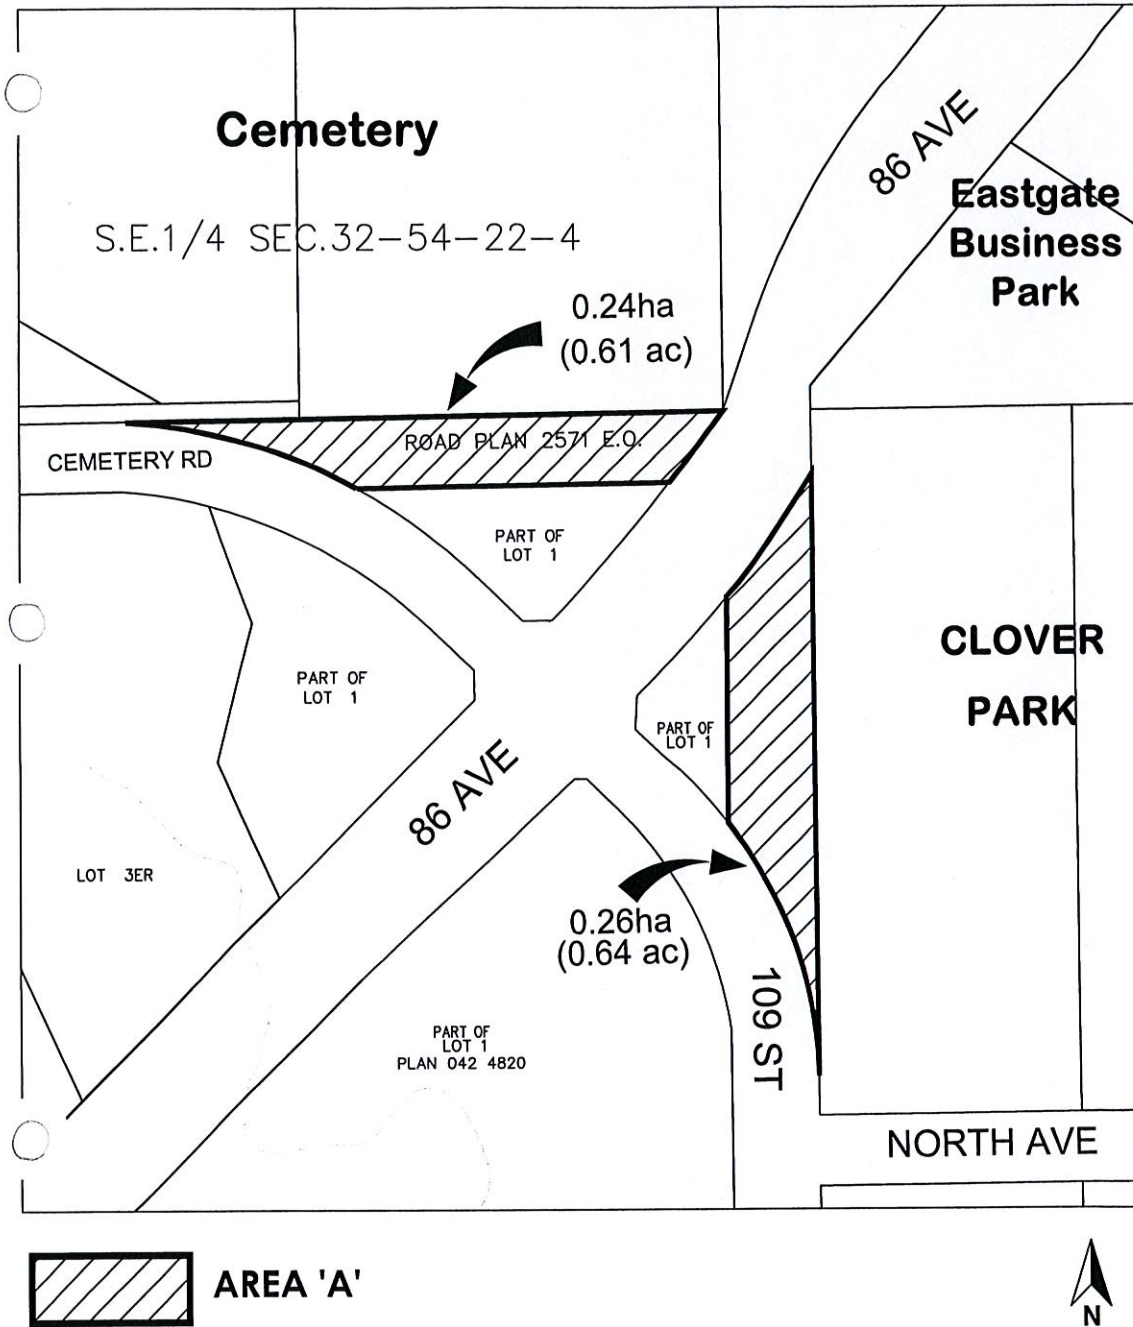 86 AVE
Cemetery
Eastgate
Business
Park
S.E.1/4 SEC.32-54-22-4
0.24ha
(0.61 ac)
ROAD PLAN 2571 E.O.
CEMETERY RD
PART OF
LOT 1
CLOVER
PARK
PART OF
LOT 1
PART OF
LOT 1
86 AVE
LOT 3ER
0.26ha
(0.64 ac)
109 ST
PART OF
LOT 1
PLAN 042 4820
NORTH AVE
AREA 'A'
N